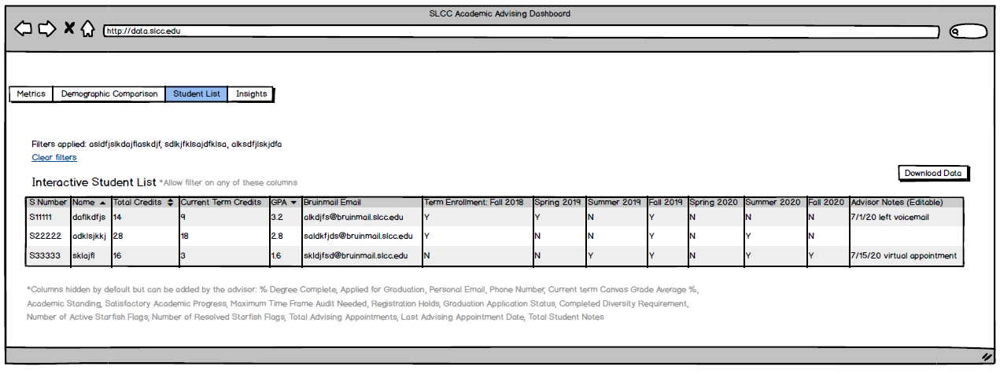 SLCC Academic Advising Dashboard
http://data.slcc.edu
Metrics Demographic Comparison Student List Insights
Filters applied: asldfjslkdajflaskdjf, sdlkjfklsajdfklsa, alksdfjlskjdfa
Clear filters
Download Data
Interactive Student List *Allow filter on any of these columns
S Number Name Total Credits Current Term Credits GPA Bruinmail Email Term Enrollment: Fall 2018 Spring 2019 Summer 2019 Fall 2019 Spring 2020 Summer 2020 Fall 2020 Advisor Notes (Editable)
S11111 daflkdfjs 14 9 3.2 alkdjfs@bruinmail.slcc.edu Y Y N Y N N N 7/1/20 left voicemail
S22222 adklsjkkj 28 18 2.8 saldkfjds@bruinmail.slcc.edu Y N N Y N Y N
S33333 sklajfl 16 3 1.6 skldjfsd@bruinmail.slcc.edu N N Y Y N Y Y 7/15/20 virtual appointment
*Columns hidden by default but can be added by the advisor: % Degree Complete, Applied for Graduation, Personal Email, Phone Number, Current term Canvas Grade Average %,
Academic Standing, Satisfactory Academic Progress, Maximum Time Frame Audit Needed, Registration Holds, Graduation Application Status, Completed Diversity Requirement,
Number of Active Starfish Flags, Number of Resolved Starfish Flags, Total Advising Appointments, Last Advising Appointment Date, Total Student Notes